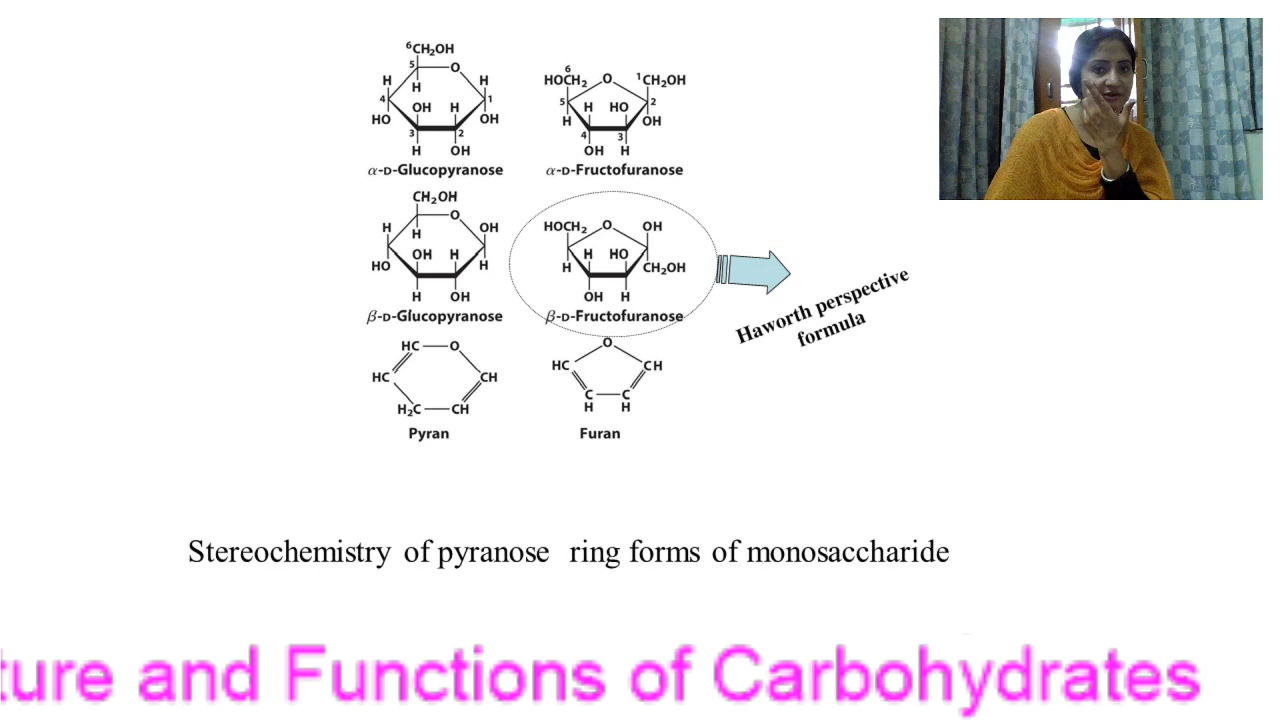 6CH2OH
5
O
H
H
H
4
1
OH
H
HO
OH
3
2
H
OH
α-D-Glucopyranose
6
HOCH2
O
1CH2OH
5
2
H
HO
H
OH
4
3
OH
H
α-D-Fructofuranose
CH2OH
O
H
OH
H
OH
H
HO
H
H
OH
β-D-Glucopyranose
HOCH2
O
OH
H
HO
H
CH2OH
OH
H
β-D-Fructofuranose
Haworth perspective
formula
HC
O
HC
CH
H2C
CH
Pyran
O
HC
CH
C
C
H
H
Furan
Stereochemistry of pyranose ring forms of monosaccharide
ture and Functions of Carbohydrates